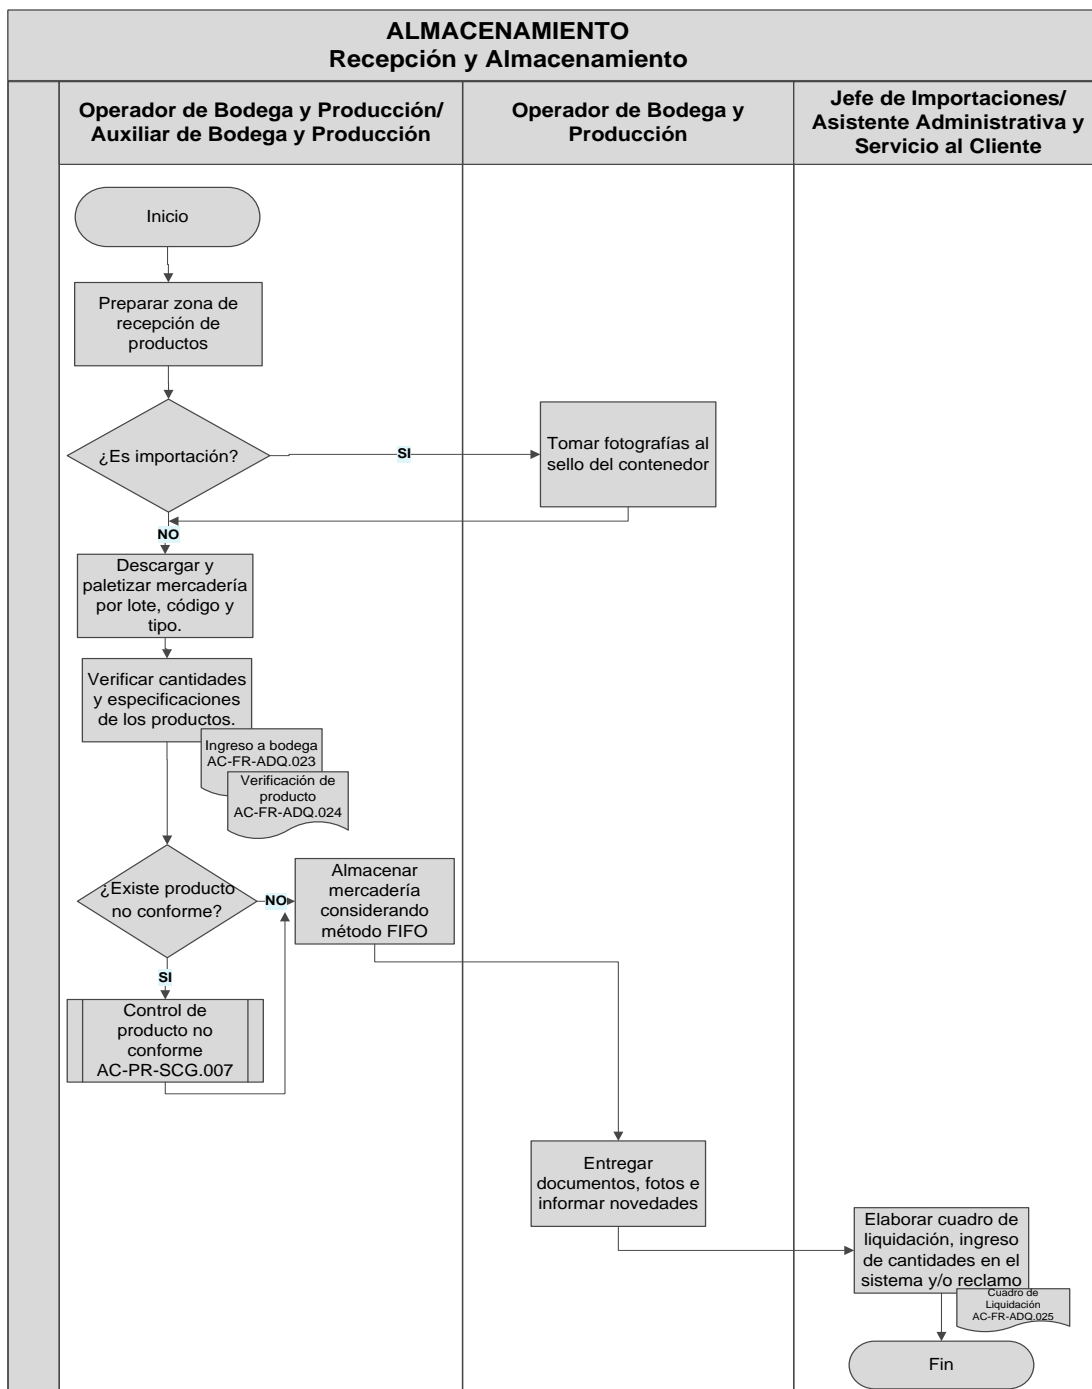 ALMACENAMIENTO
Recepción y Almacenamiento
Operador de Bodega y Producción/
Auxiliar de Bodega y Producción
Operador de Bodega y
Producción
Jefe de Importaciones/
Asistente Administrativa y
Servicio al Cliente
Inicio
Preparar zona de
recepción de
productos
¿Es importación?
SI
Tomar fotografías al
sello del contenedor
NO
Descargar y
paletizar mercadería
por lote, código y
tipo.
Verificar cantidades
y especificaciones
de los productos.
Ingreso a bodega
AC-FR-ADQ.023
Verificación de
producto
AC-FR-ADQ.024
¿Existe producto
no conforme?
NO
Almacenar
mercadería
considerando
método FIFO
SI
Control de
producto no
conforme
AC-PR-SCG.007
Entregar
documentos, fotos e
informar novedades
Elaborar cuadro de
liquidación, ingreso
de cantidades en el
sistema y/o reclamo
Cuadro de
Liquidación
AC-FR-ADQ.025
Fin